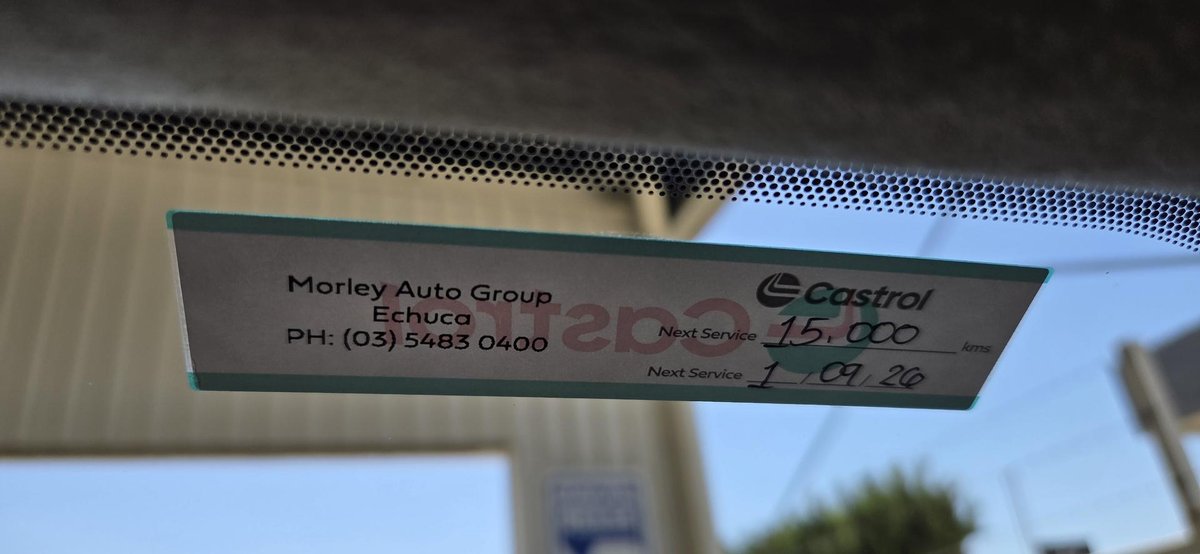 Morley Auto Group
Echuca
PH: (03) 5483 0400
Castrol
Next Service 15,000 kms
Next Service 1 / 09 / 26
Castrol